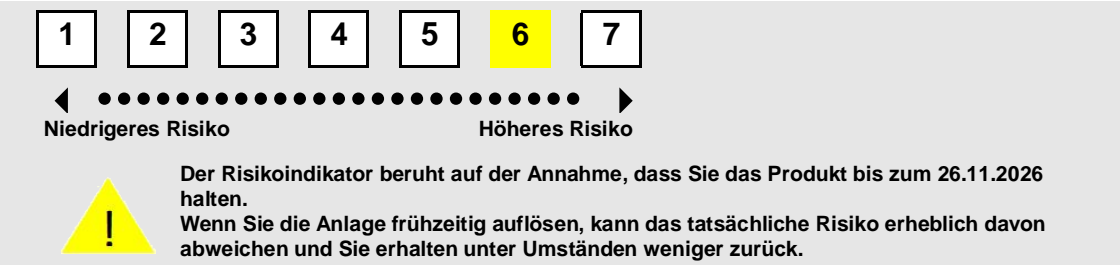 1 2 3 4 5 6 7
Niedrigeres Risiko Höheres Risiko
Der Risikoindikator beruht auf der Annahme, dass Sie das Produkt bis zum 26.11.2026
halten.
Wenn Sie die Anlage frühzeitig auflösen, kann das tatsächliche Risiko erheblich davon
abweichen und Sie erhalten unter Umständen weniger zurück.
!